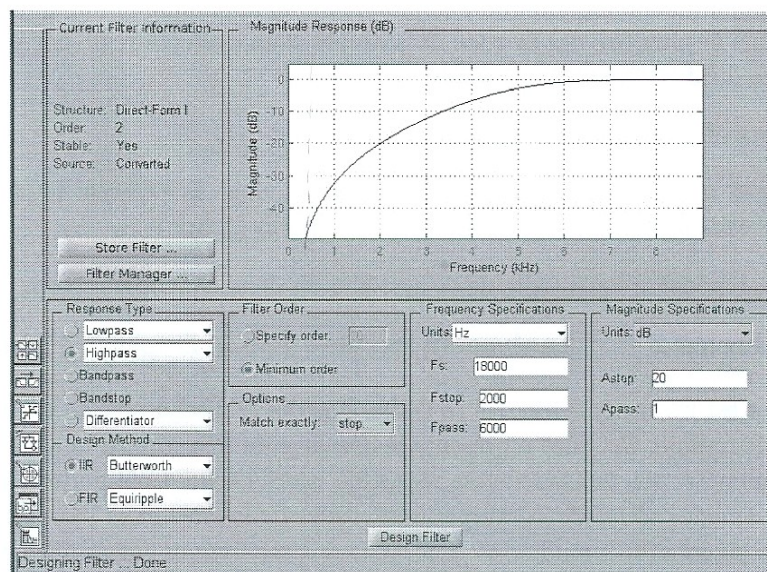 Current Filter Information
Structure: Direct-Form I
Order: 2
Stable: Yes
Source: Converted
Store Filter ...
Filter Manager ...
Magnitude Response (dB)
Magnitude (dB)
0
-10
-20
-30
-40
0 1 2 3 4 5 6 7 8
Frequency (kHz)
Response Type
Lowpass
Highpass
Bandpass
Bandstop
Differentiator
Design Method
IIR Butterworth
FIR Equiripple
Filter Order
Specify order:
Minimum order
Options
Match exactly: stop
Frequency Specifications
Units: Hz
Fs: 18000
Fstop: 2000
Fpass: 6000
Magnitude Specifications
Units: dB
Astop: 20
Apass: 1
Design Filter
Designing Filter ... Done